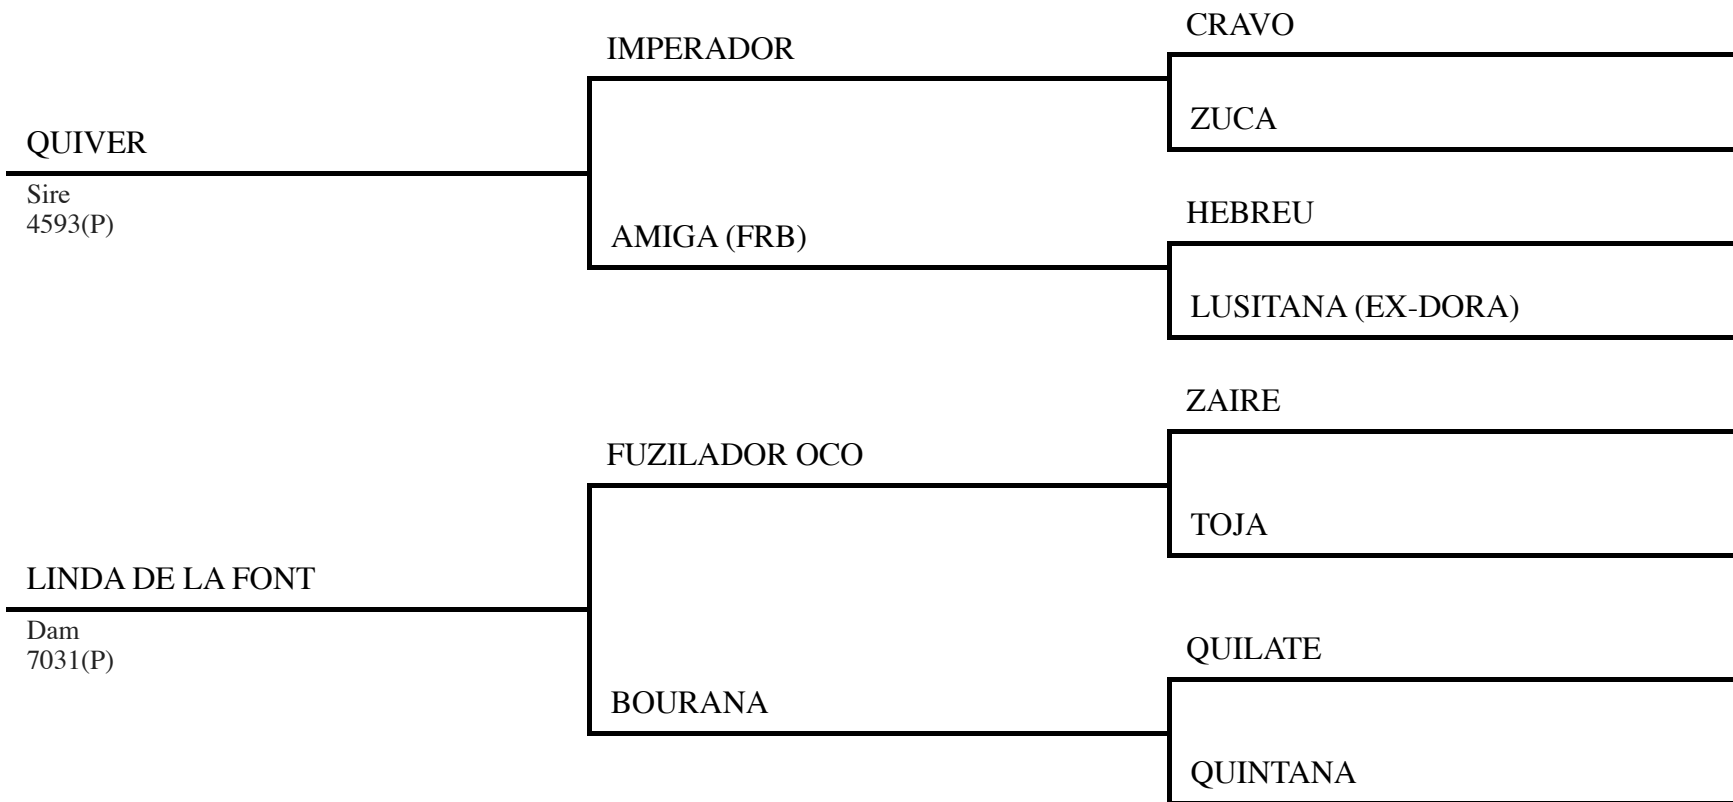 CRAVO
IMPERADOR
ZUCA
QUIVER
Sire
4593(P)
HEBREU
AMIGA (FRB)
LUSITANA (EX-DORA)
ZAIRE
FUZILADOR OCO
TOJA
LINDA DE LA FONT
Dam
7031(P)
QUILATE
BOURANA
QUINTANA